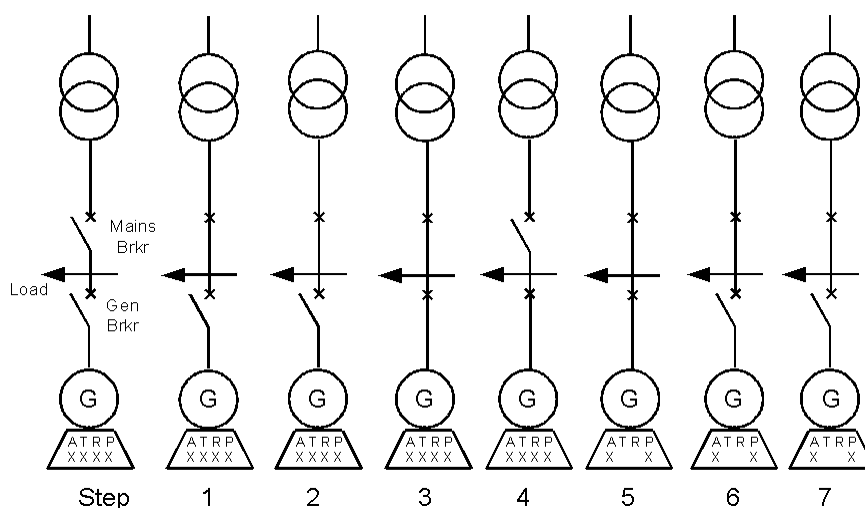 Mains
Brkr
Load
Gen
Brkr
G G G G G G G G
ATRP ATRP ATRP ATRP ATRP ATRP ATRP ATRP
XXXX XXXX XXXX XXXX XXXX X X X X X X
Step 1 2 3 4 5 6 7